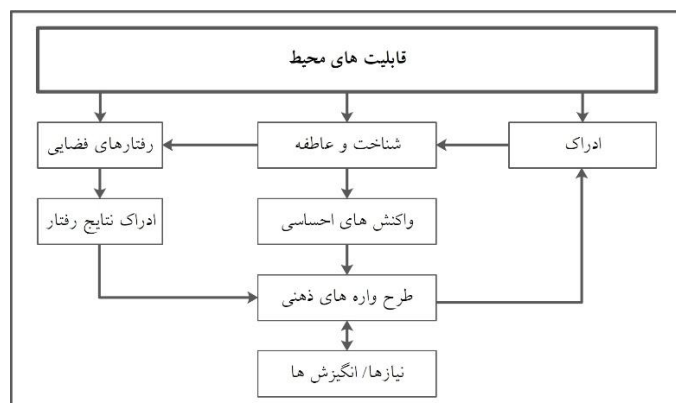 قابلیت های محیط
ادراک
شناخت و عاطفه
رفتارهای فضایی
واکنش های احساسی
ادراک نتایج رفتار
طرح واره های ذهنی
نیازها/ انگیزش ها